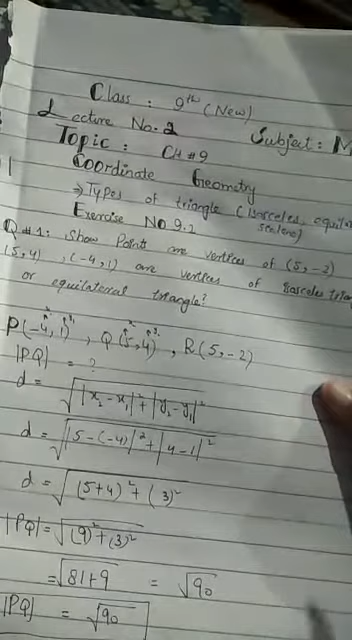 Class : 9th (New)
Lecture No. 2 Subject : M
Topic : CH # 9
Coordinate Geometry
⇒ Types of triangle (Isosceles, equila
scalene)
Exercise No 9.2
Q # 1: Show Points are vertices of (5, -2)
(5, 4), (-4, 1) are vertices of Isosceles trian
or equilateral triangle?
P(-4, 1), Q(5, 4), R(5, -2)
|PQ| = ?
d = √|x₂ - x₁|² + |y₂ - y₁|²
d = √|5 - (-4)|² + |4 - 1|²
d = √(5+4)² + (3)²
|PQ| = √(9)² + (3)²
= √81+9 = √90
|PQ| = √90